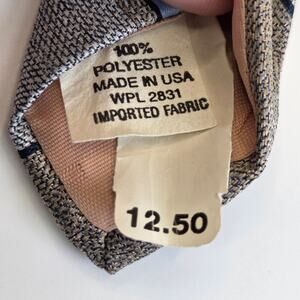 100%
POLYESTER
MADE IN USA
WPL 2831
IMPORTED FABRIC
12.50